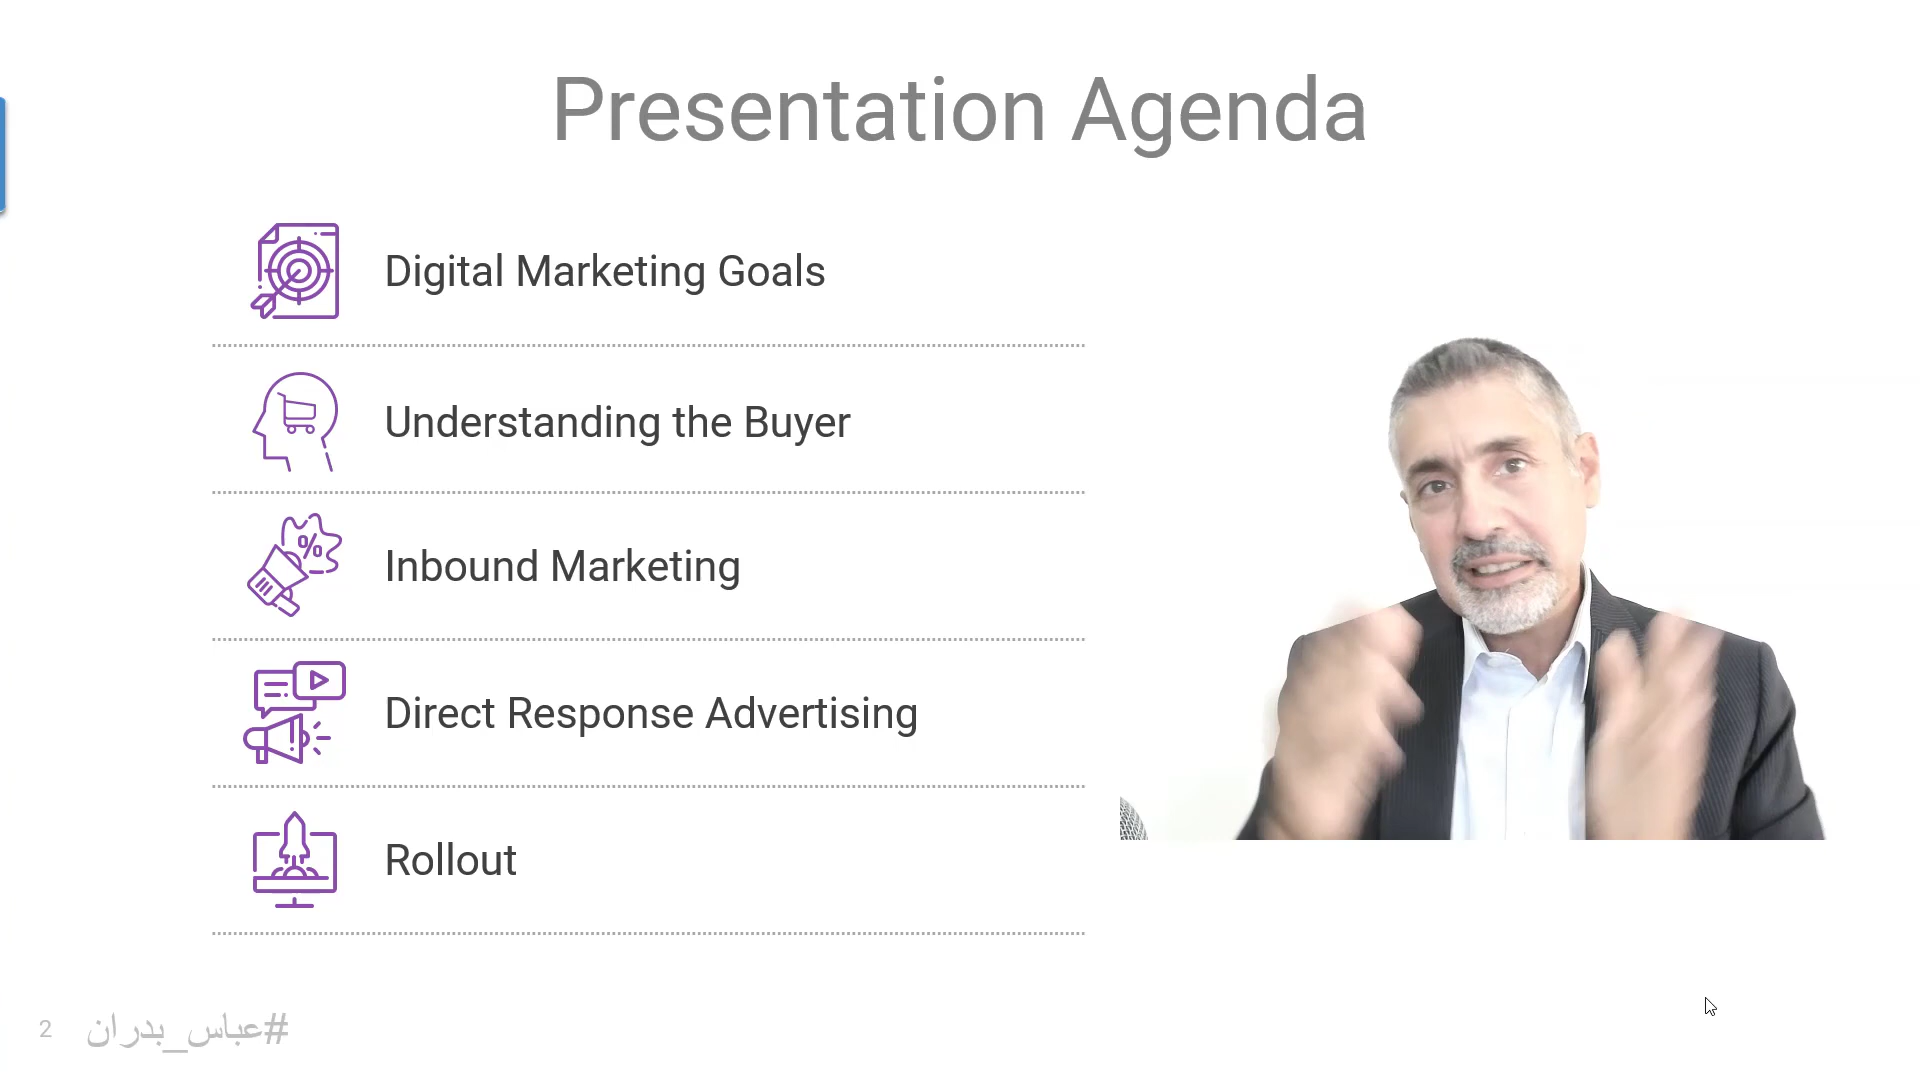 Presentation Agenda
Digital Marketing Goals
Understanding the Buyer
%
Inbound Marketing
Direct Response Advertising
Rollout
2
#عباس_بدران